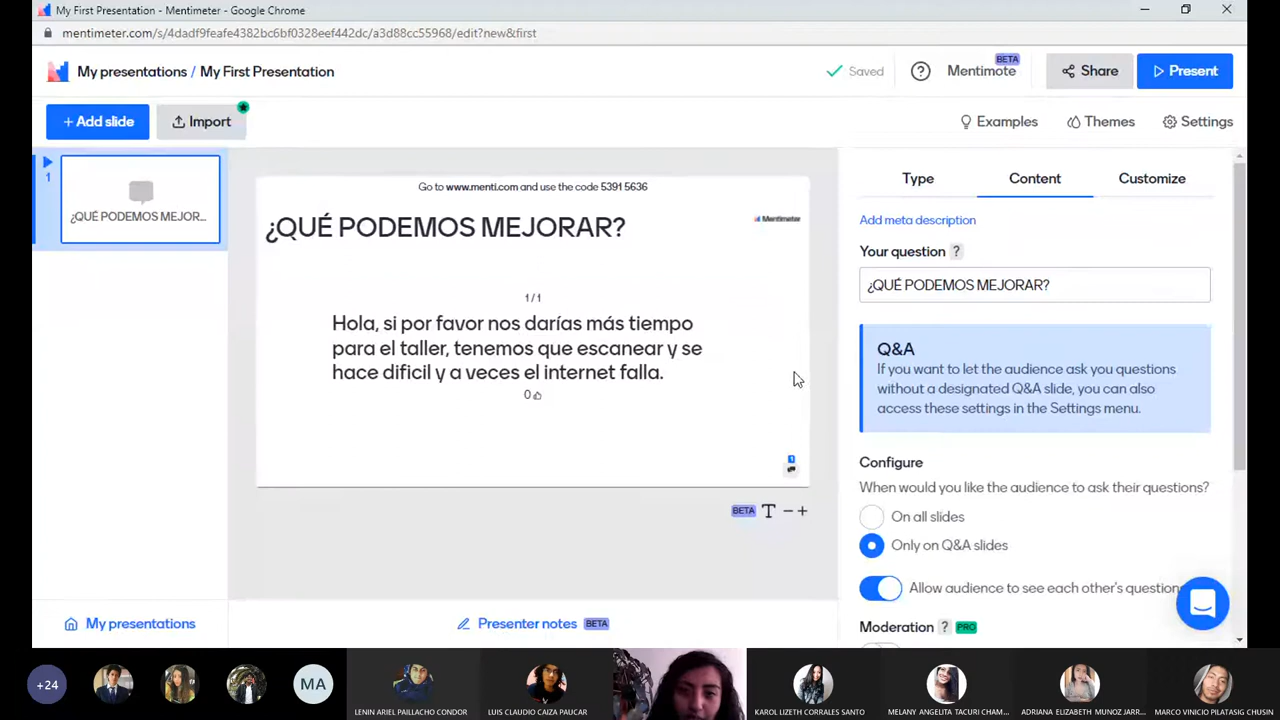 My First Presentation - Mentimeter - Google Chrome
mentimeter.com/s/4dadf9feafe4382bc6bf0328eef442dc/a3d88cc55968/edit?new&first
My presentations / My First Presentation
Saved
Mentimote
BETA
Share
Present
+ Add slide
Import
Examples
Themes
Settings
1
¿QUÉ PODEMOS MEJOR...
Go to www.menti.com and use the code 5391 5636
¿QUÉ PODEMOS MEJORAR?
Mentimeter
1/1
Hola, si por favor nos darías más tiempo
para el taller, tenemos que escanear y se
hace dificil y a veces el internet falla.
0
1
BETA T − +
Type
Content
Customize
Add meta description
Your question ?
¿QUÉ PODEMOS MEJORAR?
Q&A
If you want to let the audience ask you questions
without a designated Q&A slide, you can also
access these settings in the Settings menu.
Configure
When would you like the audience to ask their questions?
On all slides
Only on Q&A slides
Allow audience to see each other's question
Moderation ? PRO
My presentations
Presenter notes BETA
+24
MA
LENIN ARIEL PAILLACHO CONDOR
LUIS CLAUDIO CAIZA PAUCAR
KAROL LIZETH CORRALES SANTO
MELANY ANGELITA TACURI CHAM...
ADRIANA ELIZABETH MUNOZ JARR...
MARCO VINICIO PILATASIG CHUSIN